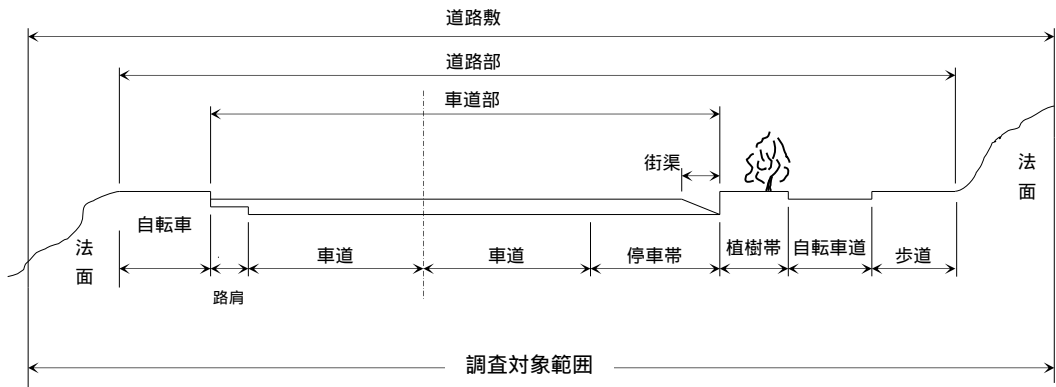 道路敷
道路部
車道部
街渠
法面
自転車
法面
車道
車道
停車帯
植樹帯
自転車道
歩道
路肩
調査対象範囲